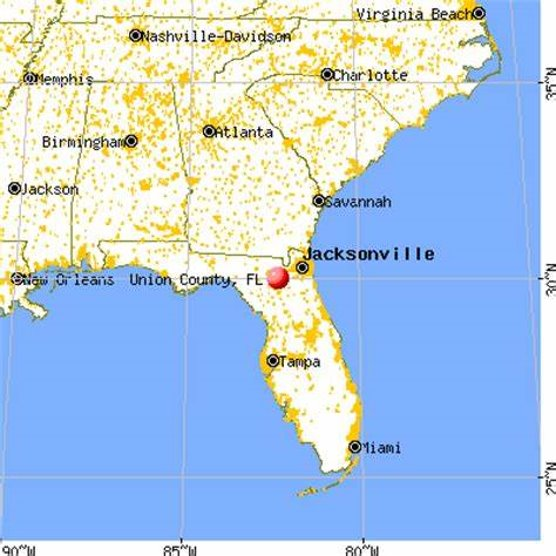 Virginia Beach
Nashville-Davidson
Memphis
Charlotte
35°N
Birmingham
Atlanta
Jackson
Savannah
Jacksonville
New Orleans
Union County, FL
30°N
Tampa
Miami
25°N
90°W
85°W
80°W